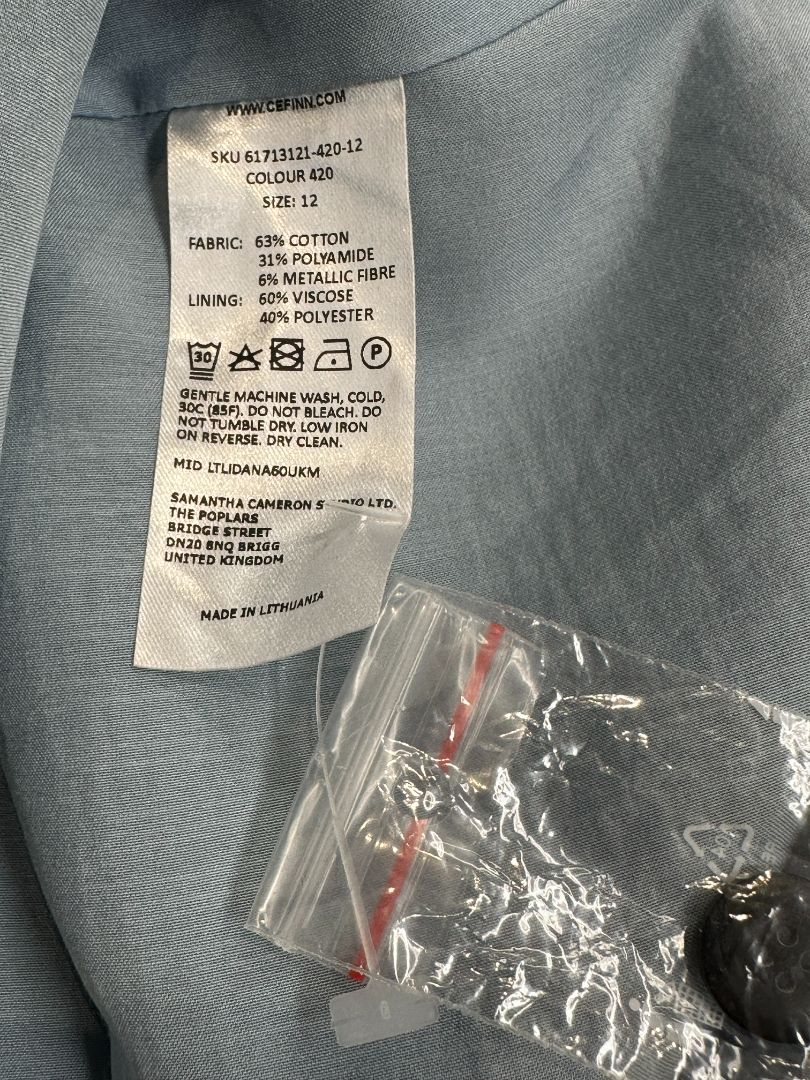 WWW.CEFINN.COM
SKU 61713121-420-12
COLOUR 420
SIZE: 12
FABRIC: 63% COTTON
31% POLYAMIDE
6% METALLIC FIBRE
LINING: 60% VISCOSE
40% POLYESTER
30 P
GENTLE MACHINE WASH, COLD,
30C (85F). DO NOT BLEACH. DO
NOT TUMBLE DRY. LOW IRON
ON REVERSE. DRY CLEAN.
MID LTLIDANA60UKM
SAMANTHA CAMERON LTD.
THE POPLARS
BRIDGE STREET
DN20 8NQ BRIGG
UNITED KINGDOM
MADE IN LITHUANIA